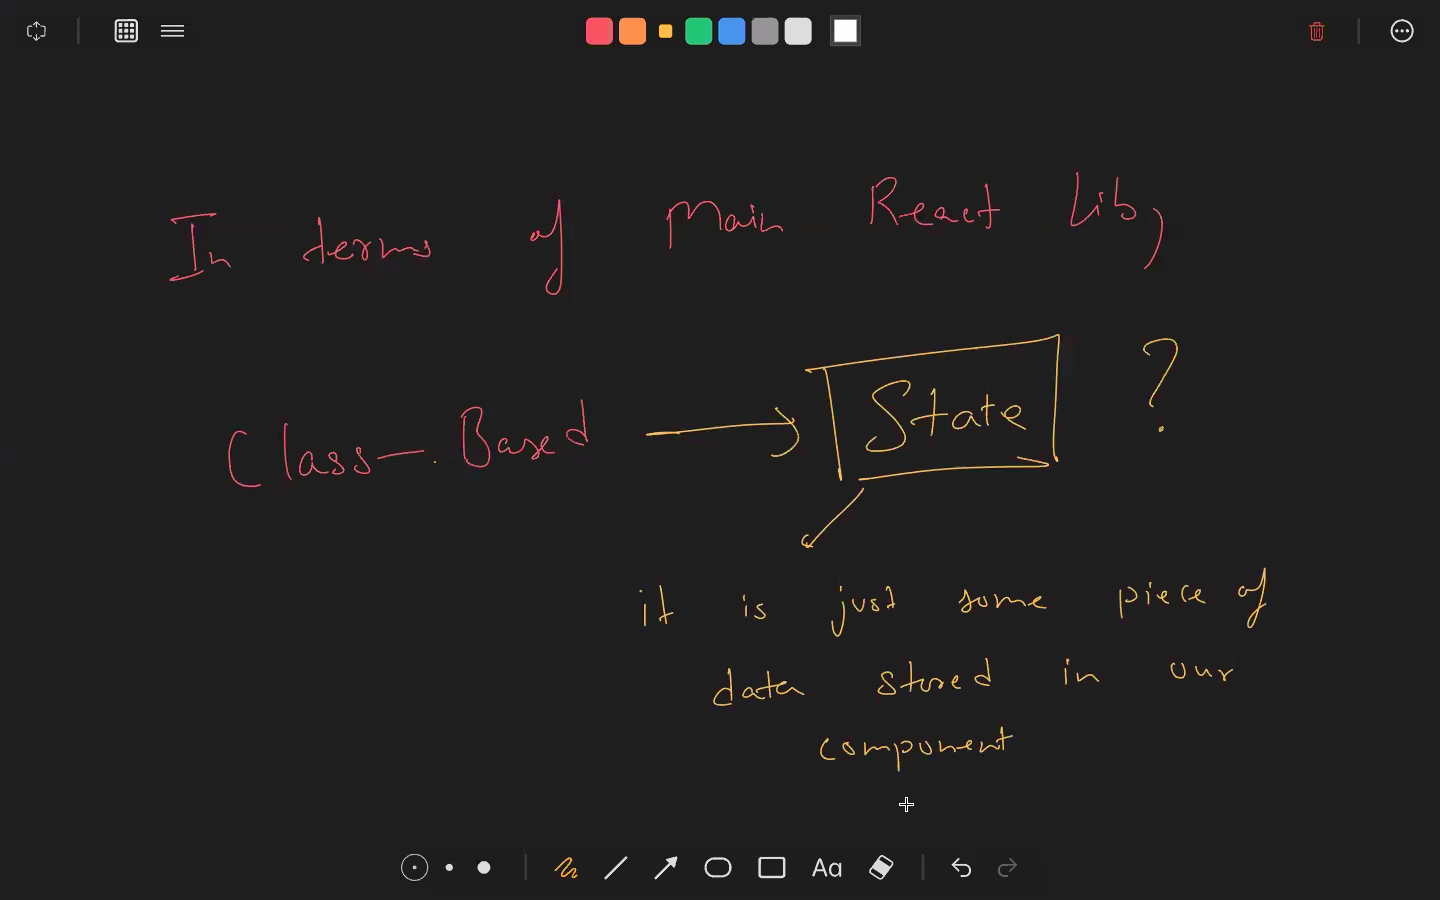 In terms of Main React Lib,
Class-Based → State ?
it is just some piece of
data stored in our
component
Aa